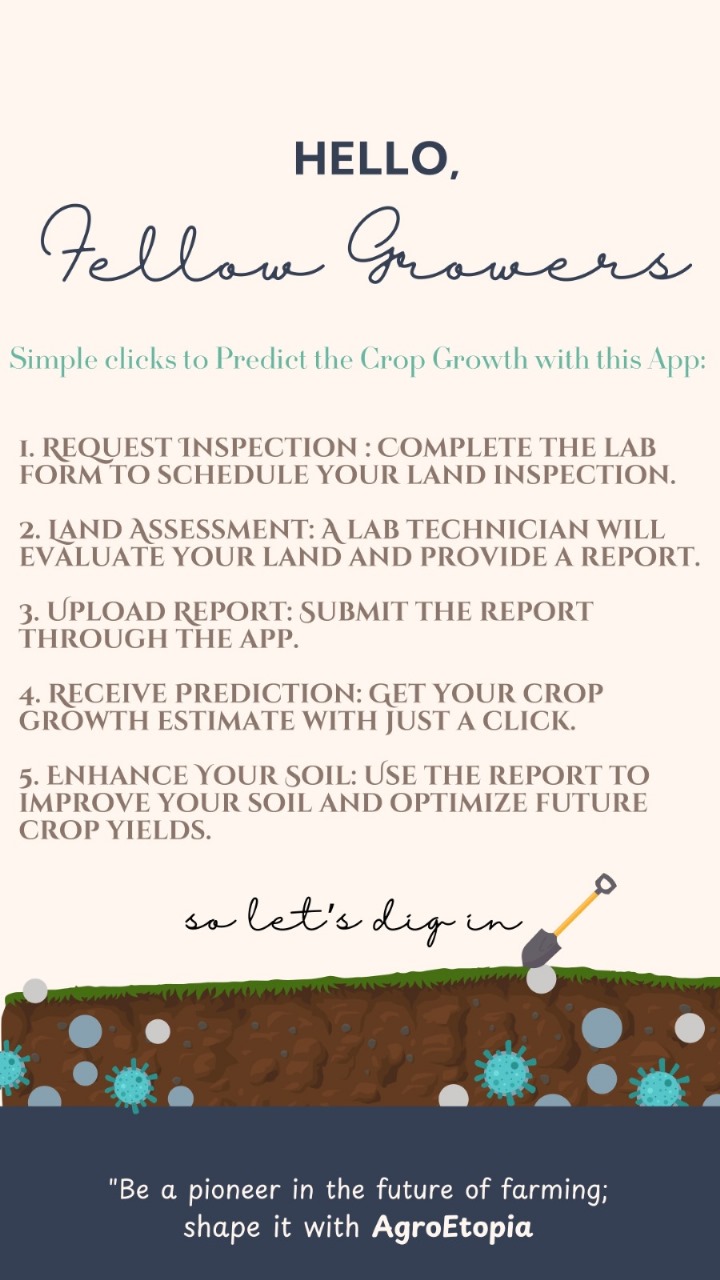 HELLO,
Fellow Growers
Simple clicks to Predict the Crop Growth with this App:
1. Request Inspection : Complete the lab
form to schedule your land inspection.
2. Land Assessment: A lab technician will
evaluate your land and provide a report.
3. Upload Report: Submit the report
through the app.
4. Receive Prediction: Get your crop
growth estimate with just a click.
5. Enhance Your Soil: Use the report to
improve your soil and optimize future
crop yields.
so let's dig in
"Be a pioneer in the future of farming;
shape it with AgroEtopia